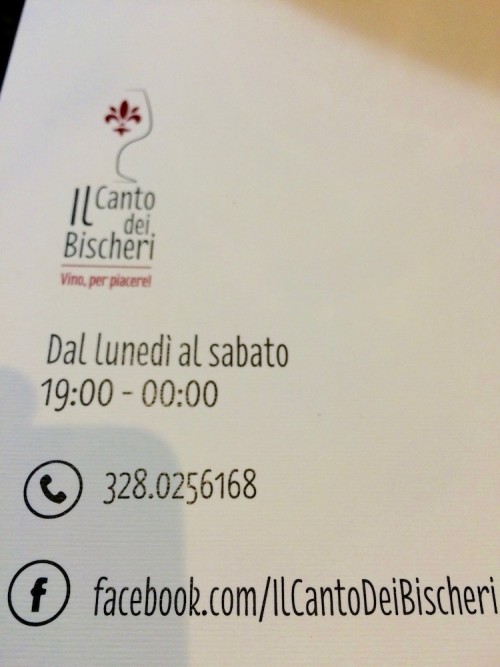 Il Canto
dei
Bischeri
Vino, per piacere!
Dal lunedì al sabato
19:00 - 00:00
328.0256168
f
facebook.com/IlCantoDeiBischeri